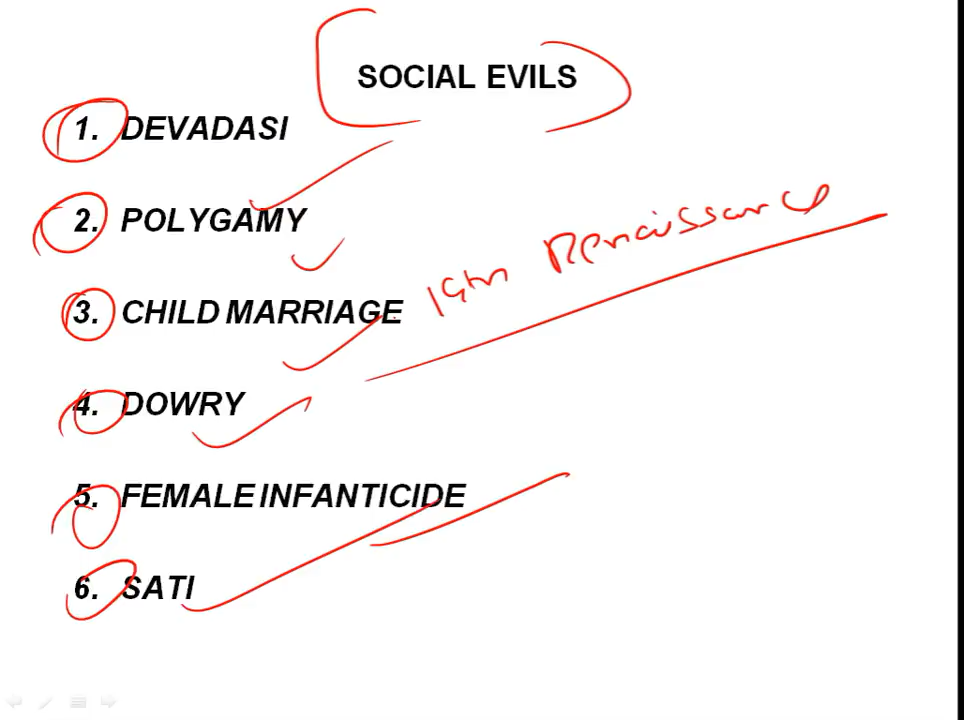 SOCIAL EVILS
1. DEVADASI
2. POLYGAMY
3. CHILD MARRIAGE
19th Renaissance
4. DOWRY
5. FEMALE INFANTICIDE
6. SATI